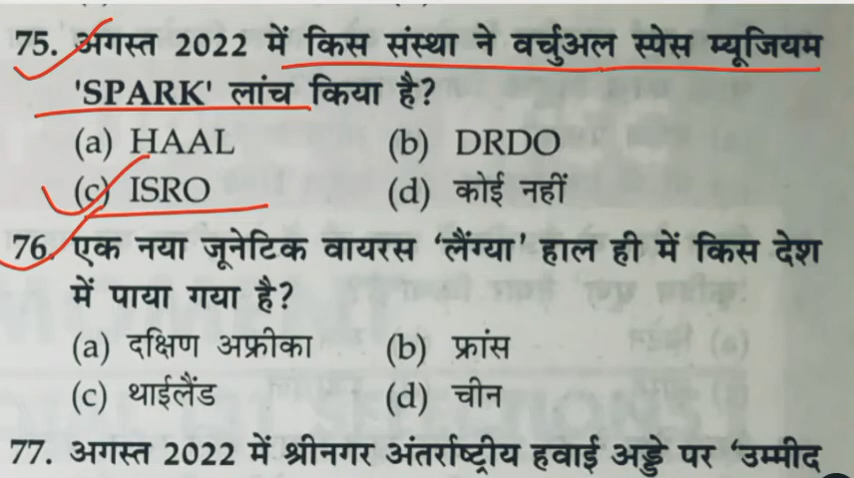 75. अगस्त 2022 में किस संस्था ने वर्चुअल स्पेस म्यूजियम
'SPARK' लांच किया है?
(a) HAAL (b) DRDO
(c) ISRO (d) कोई नहीं
76. एक नया जूनेटिक वायरस ‘लैंग्या’ हाल ही में किस देश
में पाया गया है?
(a) दक्षिण अफ्रीका (b) फ्रांस
(c) थाईलैंड (d) चीन
77. अगस्त 2022 में श्रीनगर अंतर्राष्ट्रीय हवाई अड्डे पर ‘उम्मीद